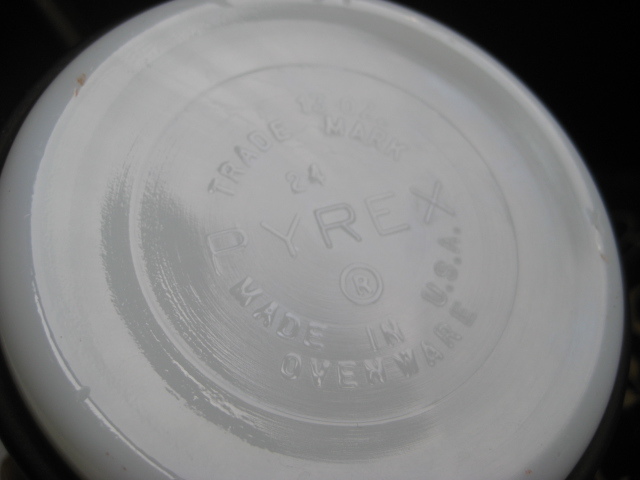 TRADE MARK
24
PYREX
®
MADE IN U.S.A.
OVENWARE